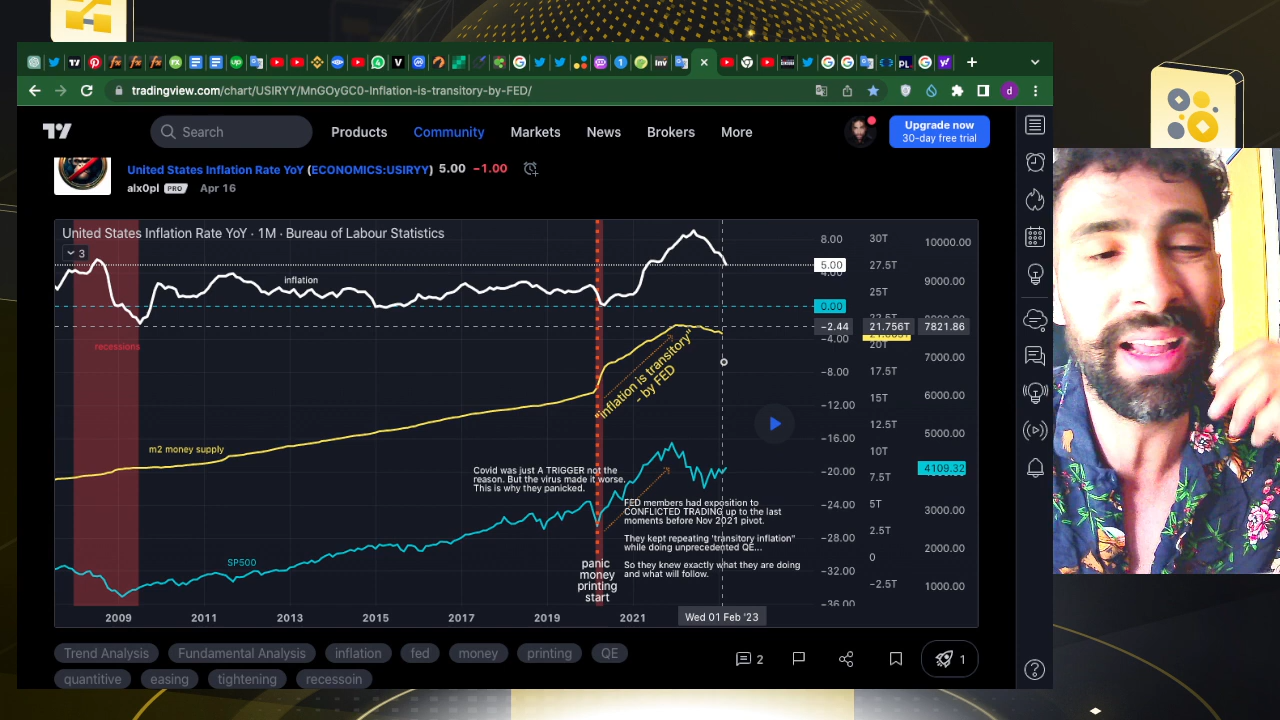 tradingview.com/chart/USIRYY/MnGOyGC0-Inflation-is-transitory-by-FED/
Search
Products
Community
Markets
News
Brokers
More
Upgrade now
30-day free trial
United States Inflation Rate YoY (ECONOMICS:USIRYY) 5.00 −1.00
alx0pl PRO Apr 16
United States Inflation Rate YoY · 1M · Bureau of Labour Statistics
3
inflation
recessions
m2 money supply
"inflation is transitory"
- by FED
Covid was just A TRIGGER not the
reason. But the virus made it worse.
This is why they panicked.
FED members had exposition to
CONFLICTED TRADING up to the last
moments before Nov 2021 pivot.
They kept repeating 'transitory inflation"
while doing unprecedented QE...
So they knew exactly what they are doing
and what will follow.
SP500
panic
money
printing
start
8.00
5.00
4.00
0.00
−2.44
−4.00
−8.00
−12.00
−16.00
−20.00
−24.00
−28.00
−32.00
−36.00
30T
27.5T
25T
21.756T
20T
17.5T
15T
12.5T
10T
7.5T
5T
2.5T
0
−2.5T
10000.00
9000.00
7821.86
7000.00
6000.00
5000.00
4109.32
3000.00
2000.00
1000.00
2009
2011
2013
2015
2017
2019
2021
Wed 01 Feb '23
Trend Analysis
Fundamental Analysis
inflation
fed
money
printing
QE
2
1
quantitive
easing
tightening
recessoin